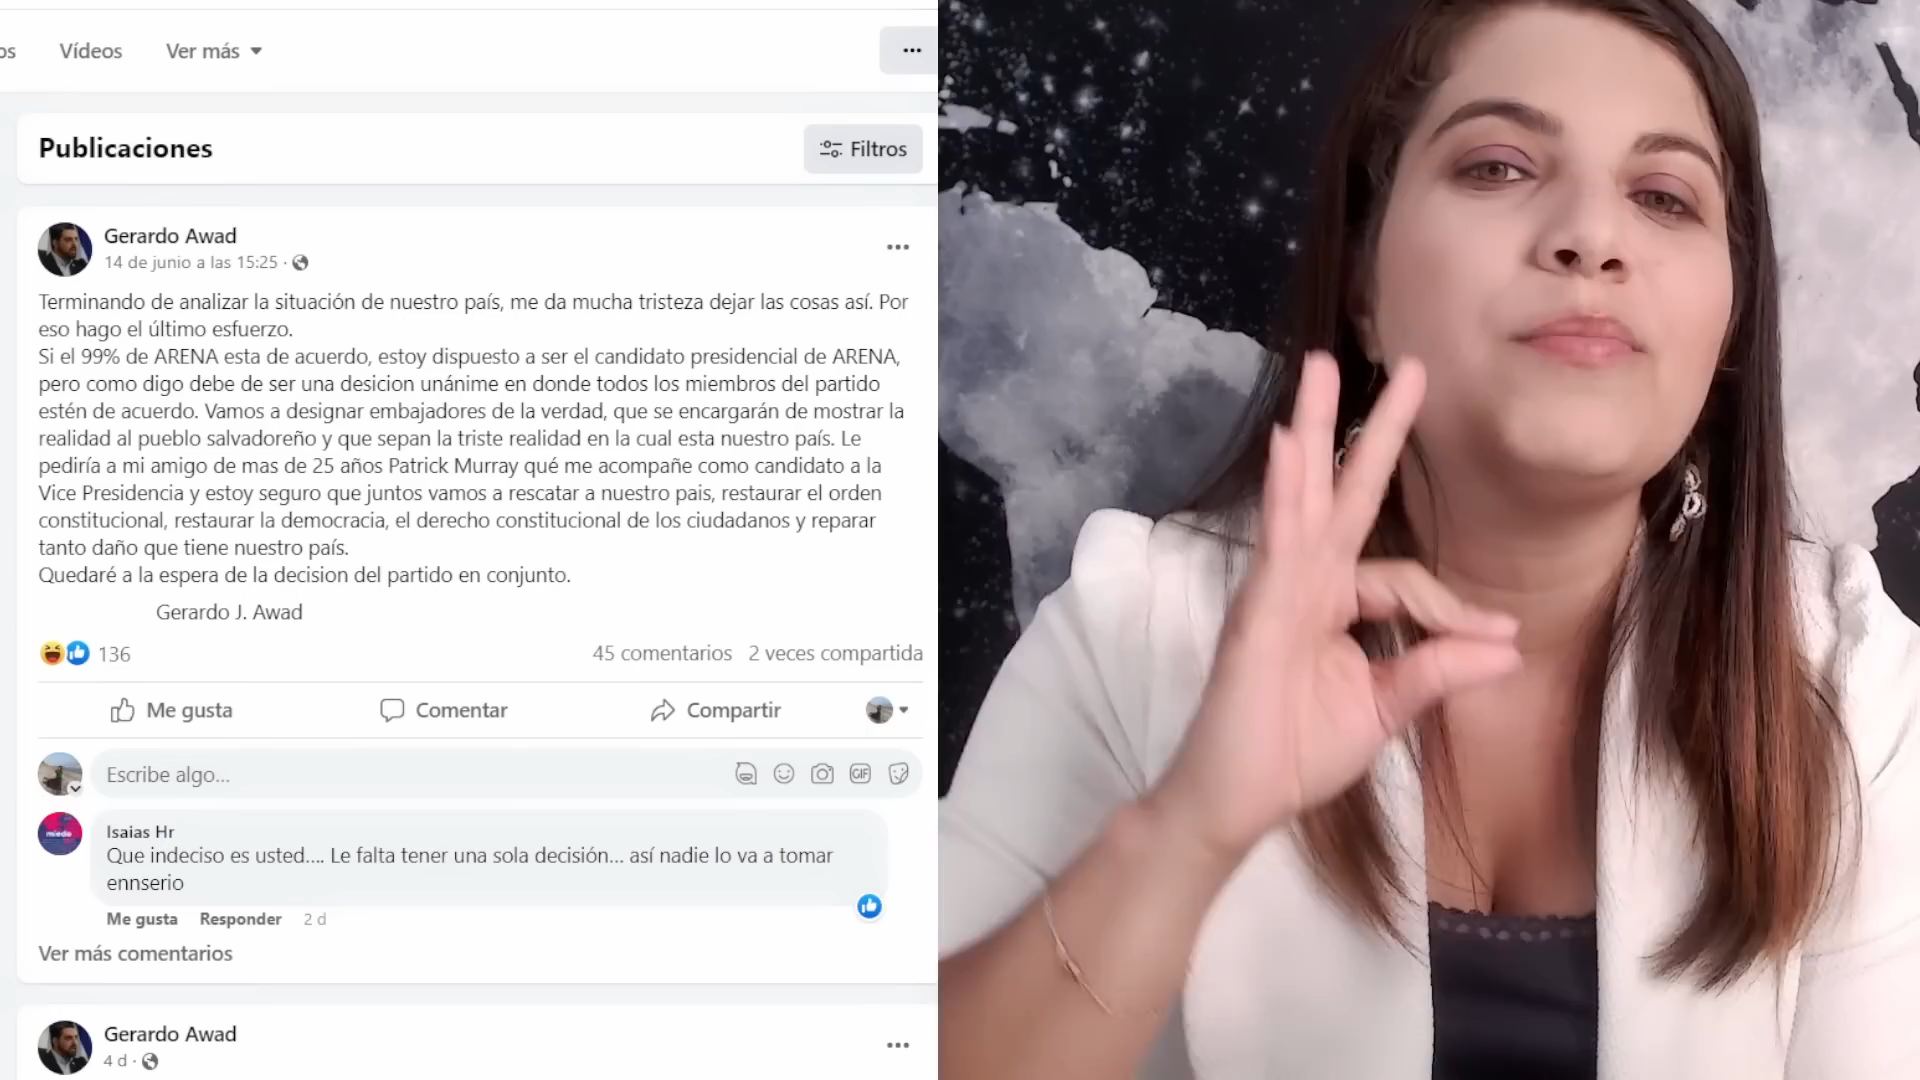 os Vídeos Ver más
Publicaciones
Filtros
Gerardo Awad
14 de junio a las 15:25 ·
Terminando de analizar la situación de nuestro país, me da mucha tristeza dejar las cosas así. Por
eso hago el último esfuerzo.
Si el 99% de ARENA esta de acuerdo, estoy dispuesto a ser el candidato presidencial de ARENA,
pero como digo debe de ser una desicion unánime en donde todos los miembros del partido
estén de acuerdo. Vamos a designar embajadores de la verdad, que se encargarán de mostrar la
realidad al pueblo salvadoreño y que sepan la triste realidad en la cual esta nuestro país. Le
pediría a mi amigo de mas de 25 años Patrick Murray qué me acompañe como candidato a la
Vice Presidencia y estoy seguro que juntos vamos a rescatar a nuestro pais, restaurar el orden
constitucional, restaurar la democracia, el derecho constitucional de los ciudadanos y reparar
tanto daño que tiene nuestro país.
Quedaré a la espera de la decision del partido en conjunto.
Gerardo J. Awad
136
45 comentarios 2 veces compartida
Me gusta Comentar Compartir
Escribe algo...
GIF
miedo
Isaias Hr
Que indeciso es usted.... Le falta tener una sola decisión... así nadie lo va a tomar
ennserio
Me gusta Responder 2 d
Ver más comentarios
Gerardo Awad
4 d ·